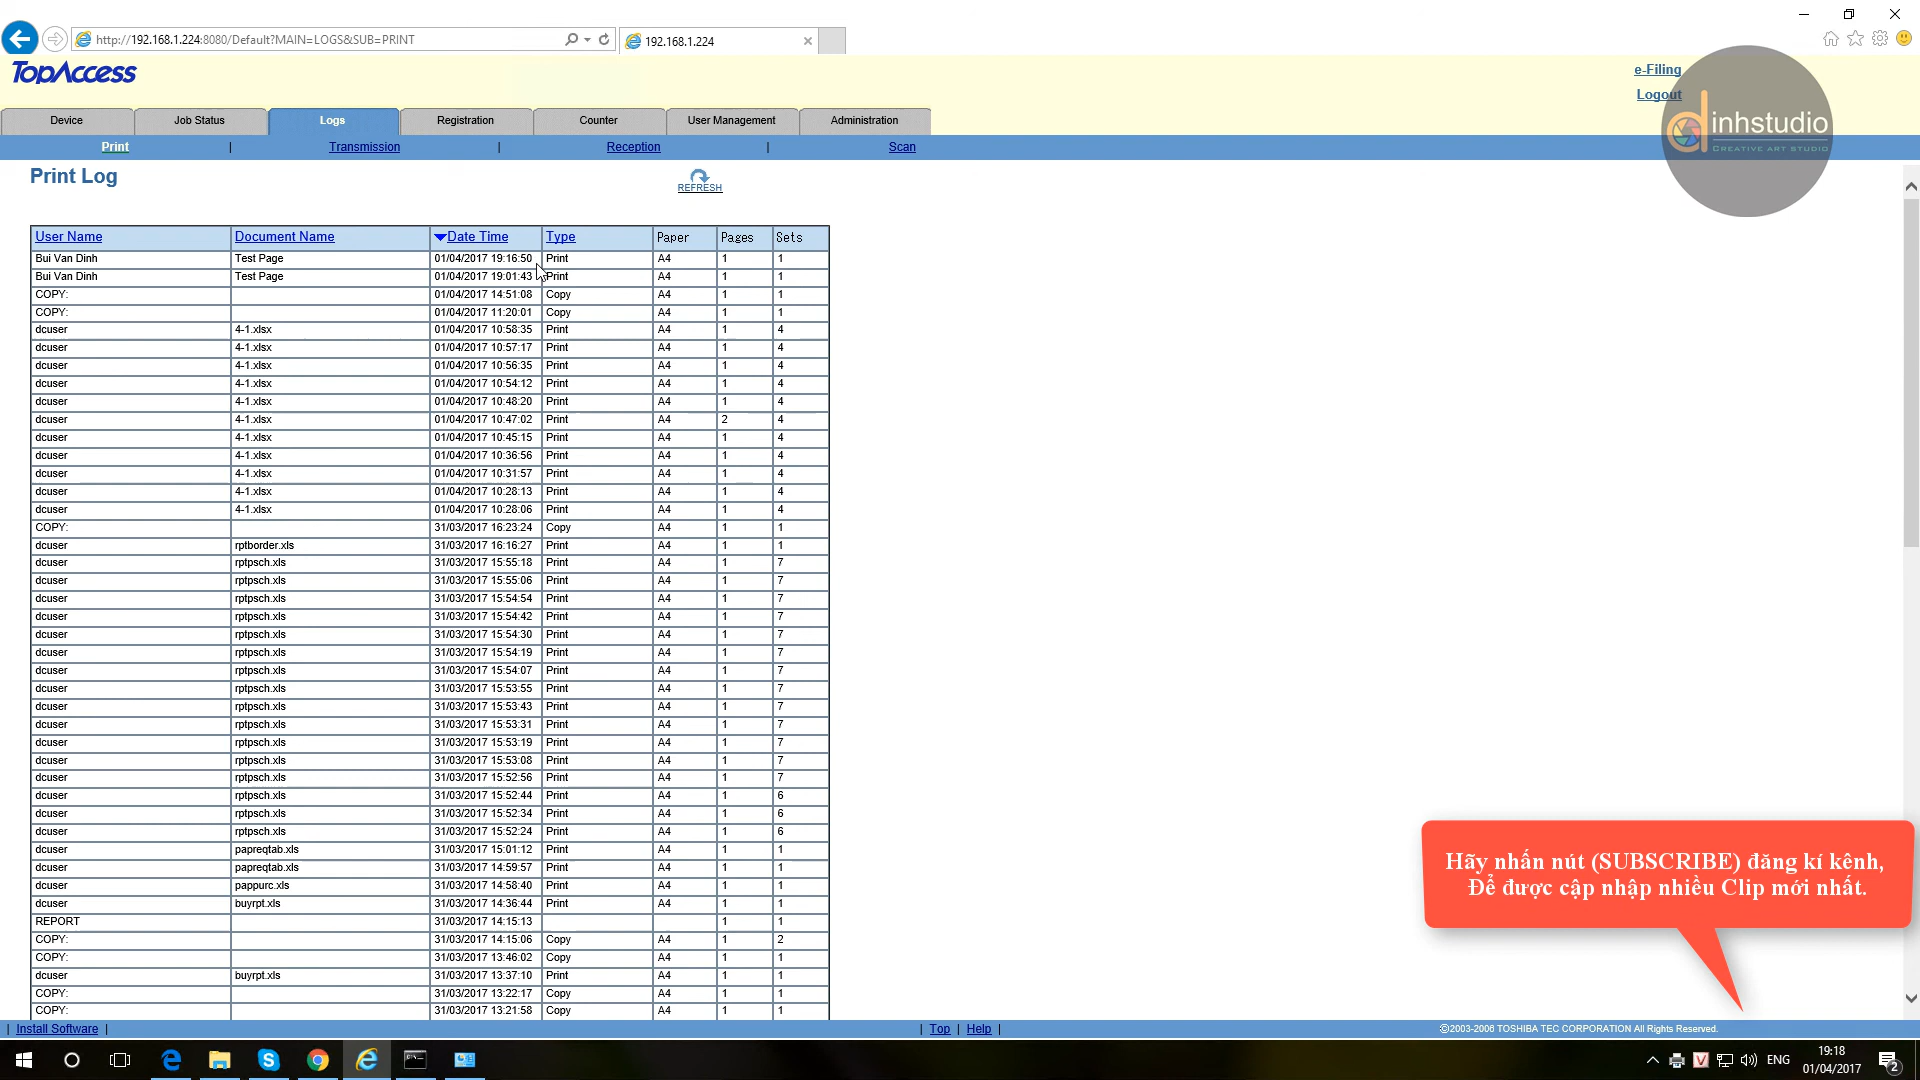 http://192.168.1.224:8080/Default?MAIN=LOGS&SUB=PRINT
192.168.1.224
TopAccess
e-Filing
Logout
dinhstudio
CREATIVE ART STUDIO
Device Job Status Logs Registration Counter User Management Administration
Print | Transmission | Reception | Scan
Print Log
REFRESH
User Name Document Name Date Time Type Paper Pages Sets
Bui Van Dinh Test Page 01/04/2017 19:16:50 Print A4 1 1
Bui Van Dinh Test Page 01/04/2017 19:01:43 Print A4 1 1
COPY: 01/04/2017 14:51:08 Copy A4 1 1
COPY: 01/04/2017 11:20:01 Copy A4 1 1
dcuser 4-1.xlsx 01/04/2017 10:58:35 Print A4 1 4
dcuser 4-1.xlsx 01/04/2017 10:57:17 Print A4 1 4
dcuser 4-1.xlsx 01/04/2017 10:56:35 Print A4 1 4
dcuser 4-1.xlsx 01/04/2017 10:54:12 Print A4 1 4
dcuser 4-1.xlsx 01/04/2017 10:48:20 Print A4 1 4
dcuser 4-1.xlsx 01/04/2017 10:47:02 Print A4 2 4
dcuser 4-1.xlsx 01/04/2017 10:45:15 Print A4 1 4
dcuser 4-1.xlsx 01/04/2017 10:36:56 Print A4 1 4
dcuser 4-1.xlsx 01/04/2017 10:31:57 Print A4 1 4
dcuser 4-1.xlsx 01/04/2017 10:28:13 Print A4 1 4
dcuser 4-1.xlsx 01/04/2017 10:28:06 Print A4 1 4
COPY: 31/03/2017 16:23:24 Copy A4 1 1
dcuser rptborder.xls 31/03/2017 16:16:27 Print A4 1 1
dcuser rptpsch.xls 31/03/2017 15:55:18 Print A4 1 7
dcuser rptpsch.xls 31/03/2017 15:55:06 Print A4 1 7
dcuser rptpsch.xls 31/03/2017 15:54:54 Print A4 1 7
dcuser rptpsch.xls 31/03/2017 15:54:42 Print A4 1 7
dcuser rptpsch.xls 31/03/2017 15:54:30 Print A4 1 7
dcuser rptpsch.xls 31/03/2017 15:54:19 Print A4 1 7
dcuser rptpsch.xls 31/03/2017 15:54:07 Print A4 1 7
dcuser rptpsch.xls 31/03/2017 15:53:55 Print A4 1 7
dcuser rptpsch.xls 31/03/2017 15:53:43 Print A4 1 7
dcuser rptpsch.xls 31/03/2017 15:53:31 Print A4 1 7
dcuser rptpsch.xls 31/03/2017 15:53:19 Print A4 1 7
dcuser rptpsch.xls 31/03/2017 15:53:08 Print A4 1 7
dcuser rptpsch.xls 31/03/2017 15:52:56 Print A4 1 7
dcuser rptpsch.xls 31/03/2017 15:52:44 Print A4 1 6
dcuser rptpsch.xls 31/03/2017 15:52:34 Print A4 1 6
dcuser rptpsch.xls 31/03/2017 15:52:24 Print A4 1 6
dcuser papreqtab.xls 31/03/2017 15:01:12 Print A4 1 1
dcuser papreqtab.xls 31/03/2017 14:59:57 Print A4 1 1
dcuser pappurc.xls 31/03/2017 14:58:40 Print A4 1 1
dcuser buyrpt.xls 31/03/2017 14:36:44 Print A4 1 1
REPORT 31/03/2017 14:15:13 1 1
COPY: 31/03/2017 14:15:06 Copy A4 1 2
COPY: 31/03/2017 13:46:02 Copy A4 1 1
dcuser buyrpt.xls 31/03/2017 13:37:10 Print A4 1 1
COPY: 31/03/2017 13:22:17 Copy A4 1 1
COPY: 31/03/2017 13:21:58 Copy A4 1 1
Hãy nhấn nút (SUBSCRIBE) đăng kí kênh,
Để được cập nhập nhiều Clip mới nhất.
| Install Software | | Top | Help | ©2003-2006 TOSHIBA TEC CORPORATION All Rights Reserved.
ENG
19:18
01/04/2017
2